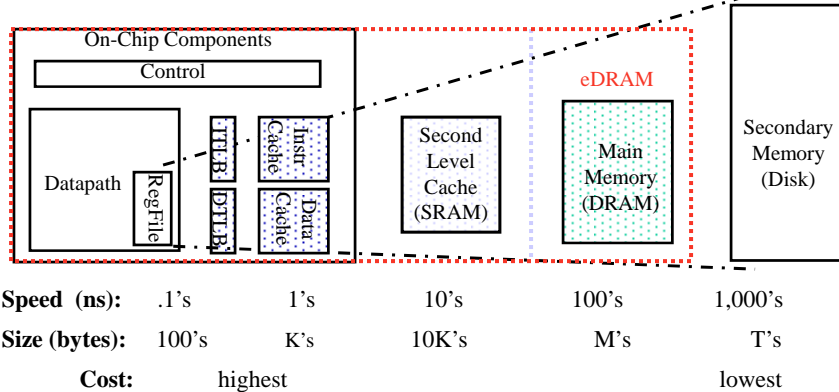 On-Chip Components
Control
eDRAM
Datapath
RegFile
ITLB
DTLB
Instr
Cache
Data
Cache
Second
Level
Cache
(SRAM)
Main
Memory
(DRAM)
Secondary
Memory
(Disk)
Speed (ns): .1’s 1’s 10’s 100’s 1,000’s
Size (bytes): 100’s K’s 10K’s M’s T’s
Cost: highest lowest